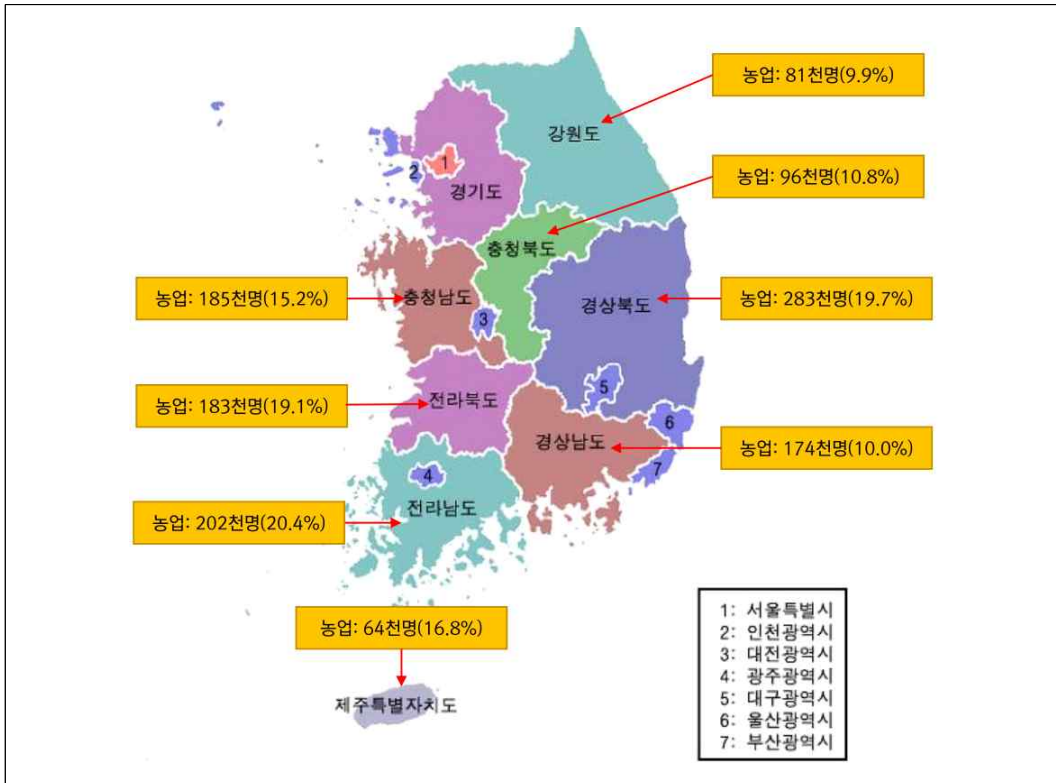 농업: 81천명(9.9%)
강원도
농업: 96천명(10.8%)
1
2
경기도
충청북도
농업: 185천명(15.2%)
충청남도
3
경상북도
농업: 283천명(19.7%)
전라북도
농업: 183천명(19.1%)
5
6
경상남도
농업: 174천명(10.0%)
7
4
전라남도
농업: 202천명(20.4%)
농업: 64천명(16.8%)
제주특별자치도
1: 서울특별시
2: 인천광역시
3: 대전광역시
4: 광주광역시
5: 대구광역시
6: 울산광역시
7: 부산광역시